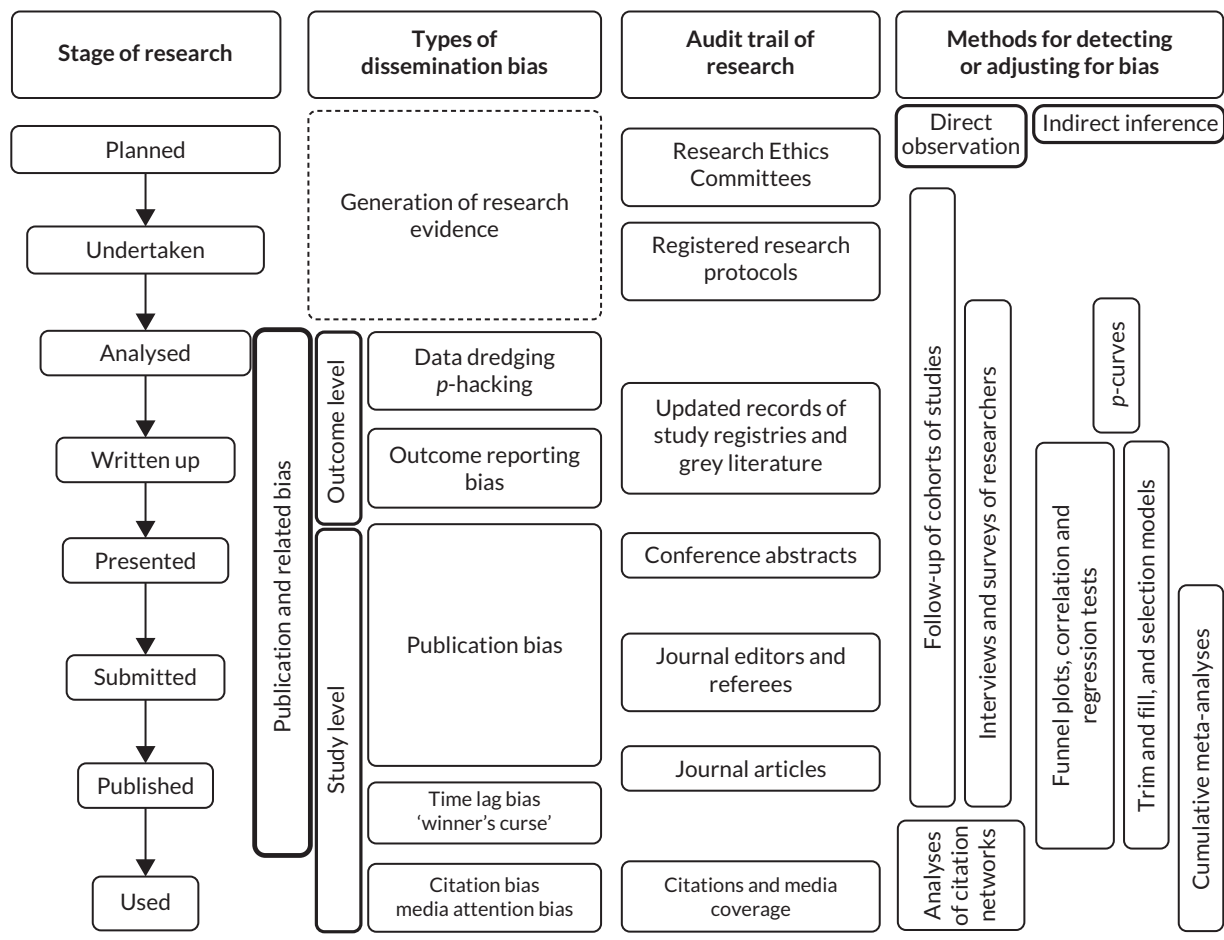 Stage of research
Types of
dissemination bias
Audit trail of
research
Methods for detecting
or adjusting for bias
Planned
Undertaken
Analysed
Written up
Presented
Submitted
Published
Used
Publication and related bias
Generation of research
evidence
Outcome level
Study level
Data dredging
p-hacking
Outcome reporting
bias
Publication bias
Time lag bias
‘winner’s curse’
Citation bias
media attention bias
Research Ethics
Committees
Registered research
protocols
Updated records of
study registries and
grey literature
Conference abstracts
Journal editors and
referees
Journal articles
Citations and media
coverage
Direct
observation
Indirect inference
Follow-up of cohorts of studies
Interviews and surveys of researchers
Analyses
of citation
networks
p-curves
Funnel plots, correlation and
regression tests
Trim and fill, and selection models
Cumulative meta-analyses